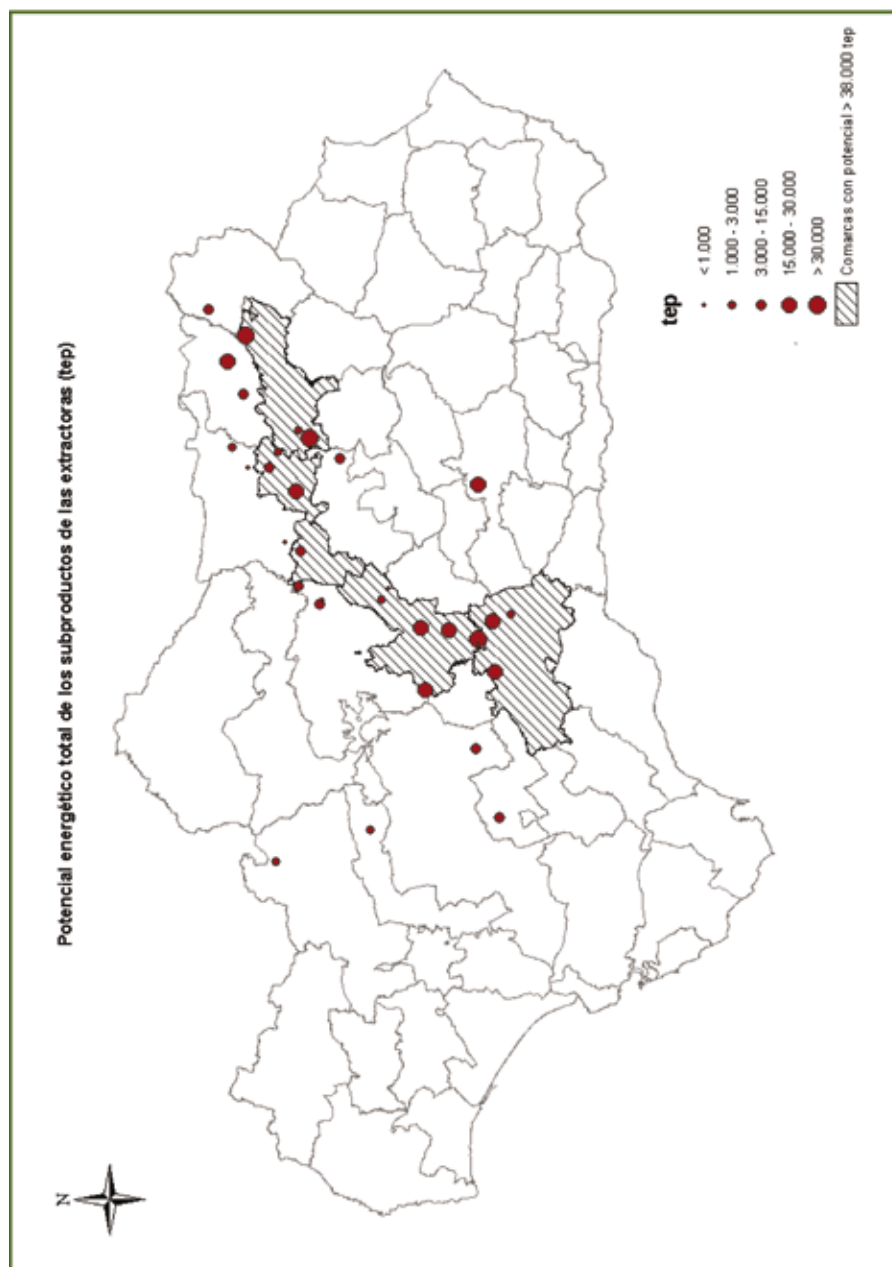 Potencial energético total de los subproductos de las extractoras (tep)
N
tep
< 1.000
1.000 - 3.000
3.000 - 15.000
15.000 - 30.000
> 30.000
Comarcas con potencial > 38.000 tep